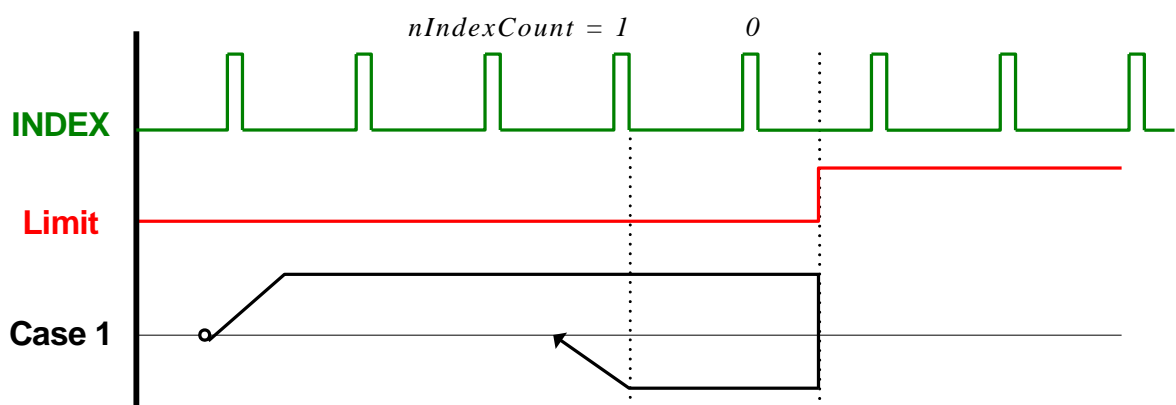 nIndexCount = 1 0
INDEX
Limit
Case 1